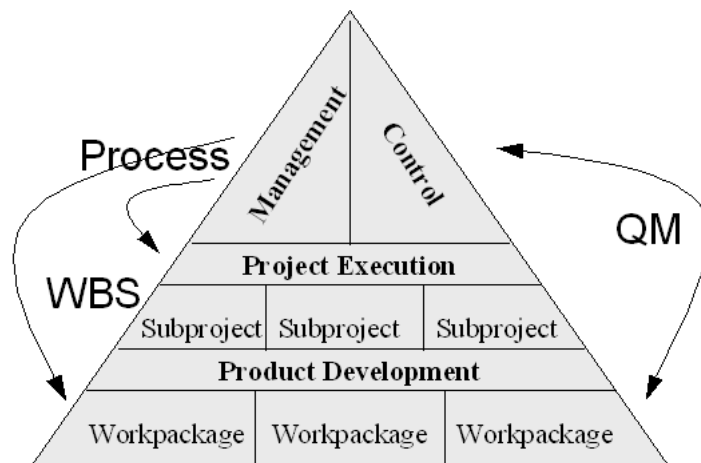 Process
Management
Control
QM
Project Execution
WBS
Subproject Subproject Subproject
Product Development
Workpackage Workpackage Workpackage